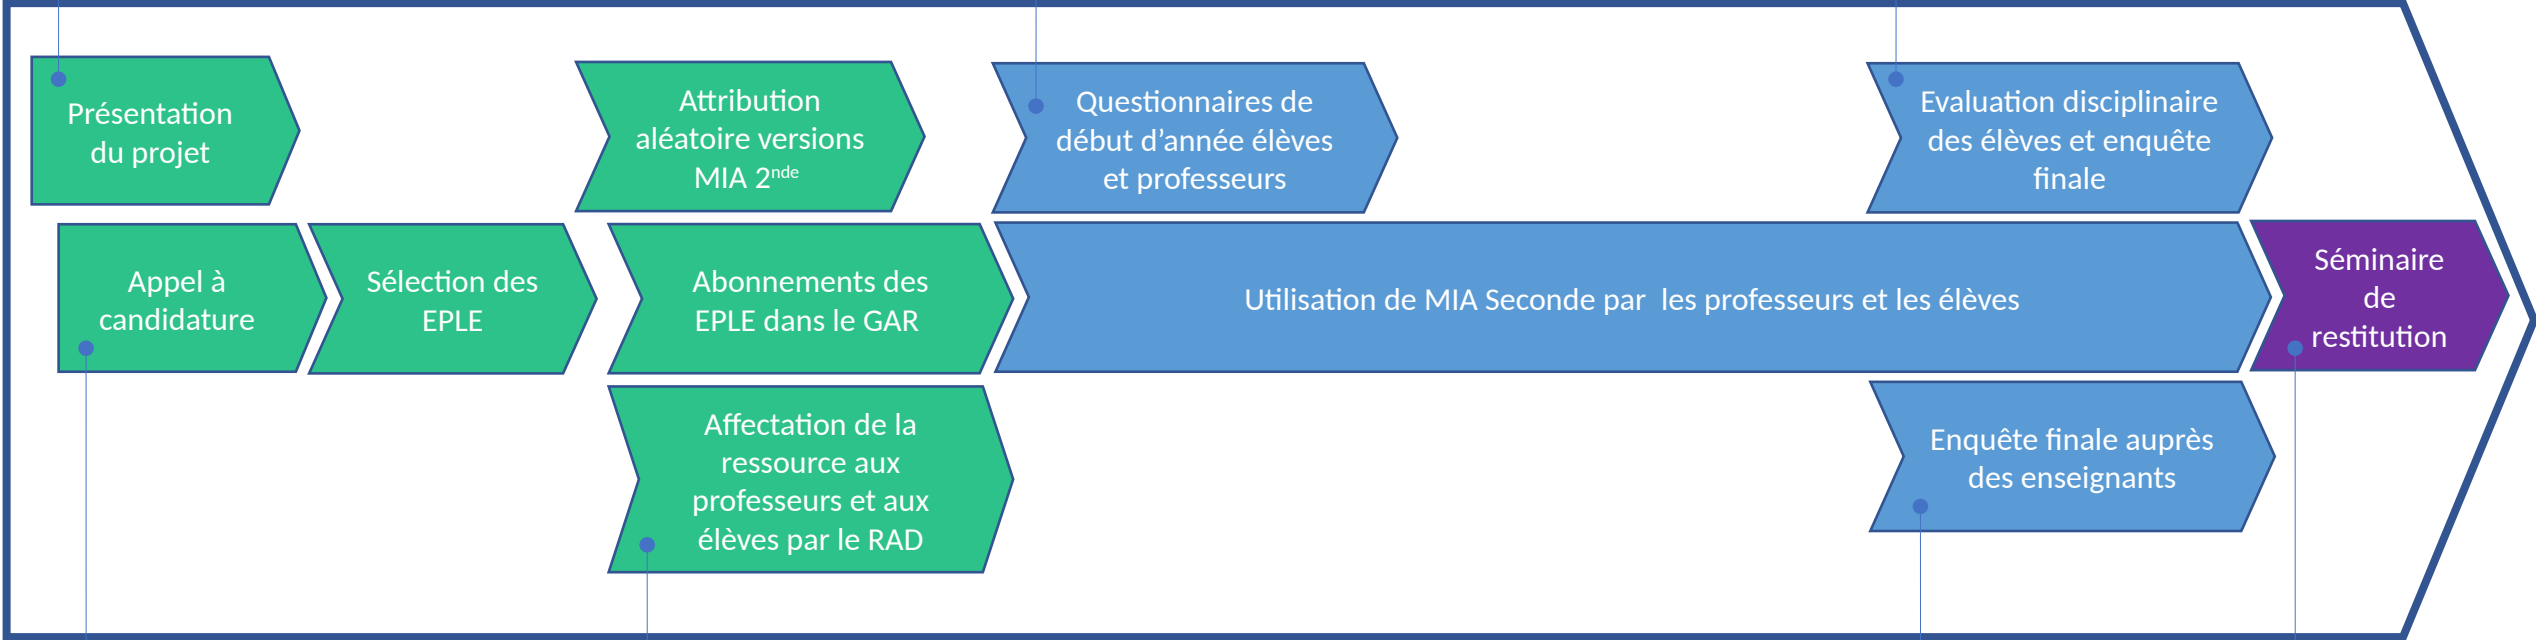 Présentation
du projet
Attribution
aléatoire versions
MIA 2nde
Questionnaires de
début d’année élèves
et professeurs
Evaluation disciplinaire
des élèves et enquête
finale
Appel à
candidature
Sélection des
EPLE
Abonnements des
EPLE dans le GAR
Utilisation de MIA Seconde par  les professeurs et les élèves
Séminaire
de
restitution
Affectation de la
ressource aux
professeurs et aux
élèves par le RAD
Enquête finale auprès
des enseignants